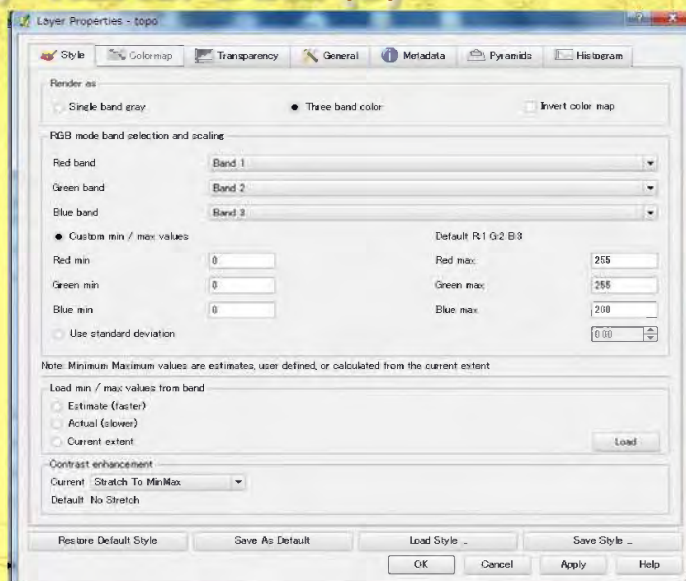 Layer Properties - topo
Style Colormap Transparency General Metadata Pyramids Histogram
Render as
Single band gray Three band color Invert color map
RGB mode band selection and scaling
Red band Band 1
Green band Band 2
Blue band Band 3
Custom min / max values Default R:1 G:2 B:3
Red min 0 Red max 255
Green min 0 Green max 255
Blue min 0 Blue max 200
Use standard deviation 0.00
Note: Minimum Maximum values are estimates, user defined, or calculated from the current extent
Load min / max values from band
Estimate (faster)
Actual (slower)
Current extent Load
Contrast enhancement
Current Stretch To MinMax
Default No Stretch
Restore Default Style Save As Default Load Style ... Save Style ...
OK Cancel Apply Help